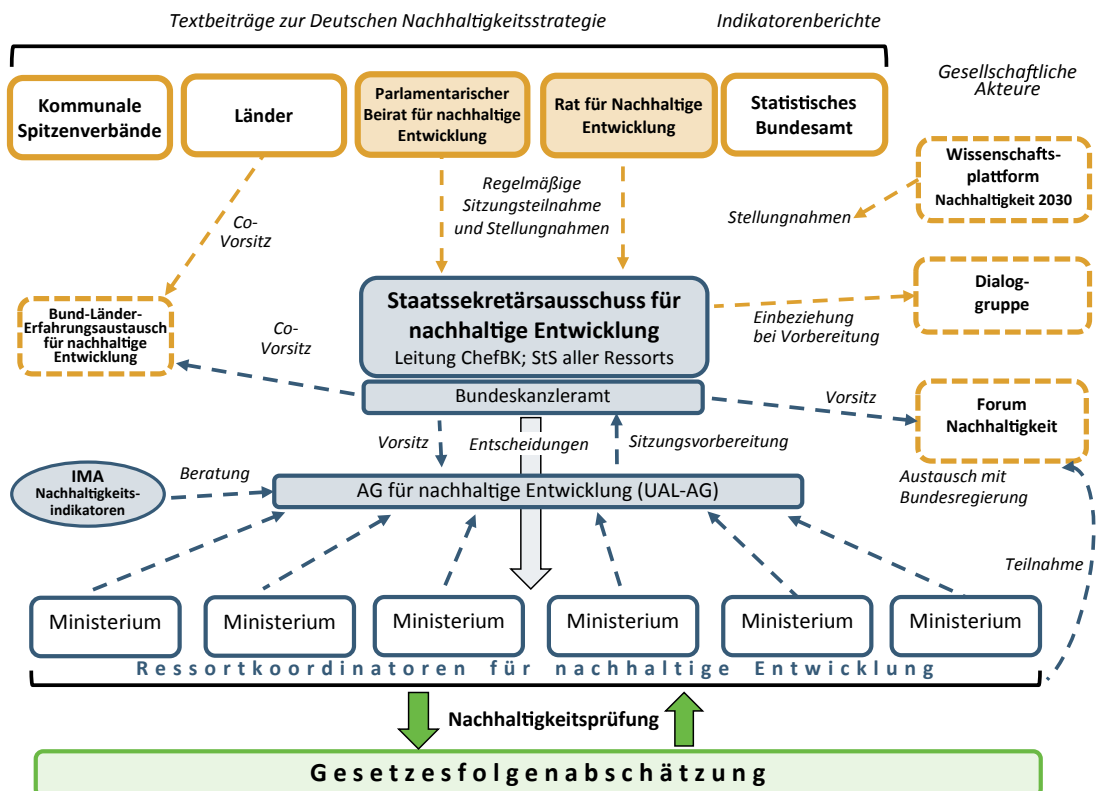 Textbeiträge zur Deutschen Nachhaltigkeitsstrategie
Indikatorenberichte
Gesellschaftliche
Akteure
Kommunale
Spitzenverbände
Länder
Parlamentarischer
Beirat für nachhaltige
Entwicklung
Rat für Nachhaltige
Entwicklung
Statistisches
Bundesamt
Wissenschafts-
plattform
Nachhaltigkeit 2030
Co-
Vorsitz
Regelmäßige
Sitzungsteilnahme
und Stellungnahmen
Stellungnahmen
Bund-Länder-
Erfahrungsaustausch
für nachhaltige
Entwicklung
Co-
Vorsitz
Staatssekretärsausschuss für
nachhaltige Entwicklung
Leitung ChefBK; StS aller Ressorts
Einbeziehung
bei Vorbereitung
Dialog-
gruppe
Bundeskanzleramt
Vorsitz
Forum
Nachhaltigkeit
Vorsitz
Entscheidungen
Sitzungsvorbereitung
Austausch mit
Bundesregierung
IMA
Nachhaltigkeits-
indikatoren
Beratung
AG für nachhaltige Entwicklung (UAL-AG)
Teilnahme
Ministerium
Ministerium
Ministerium
Ministerium
Ministerium
Ministerium
Ressortkoordinatoren für nachhaltige Entwicklung
Nachhaltigkeitsprüfung
Gesetzesfolgenabschätzung